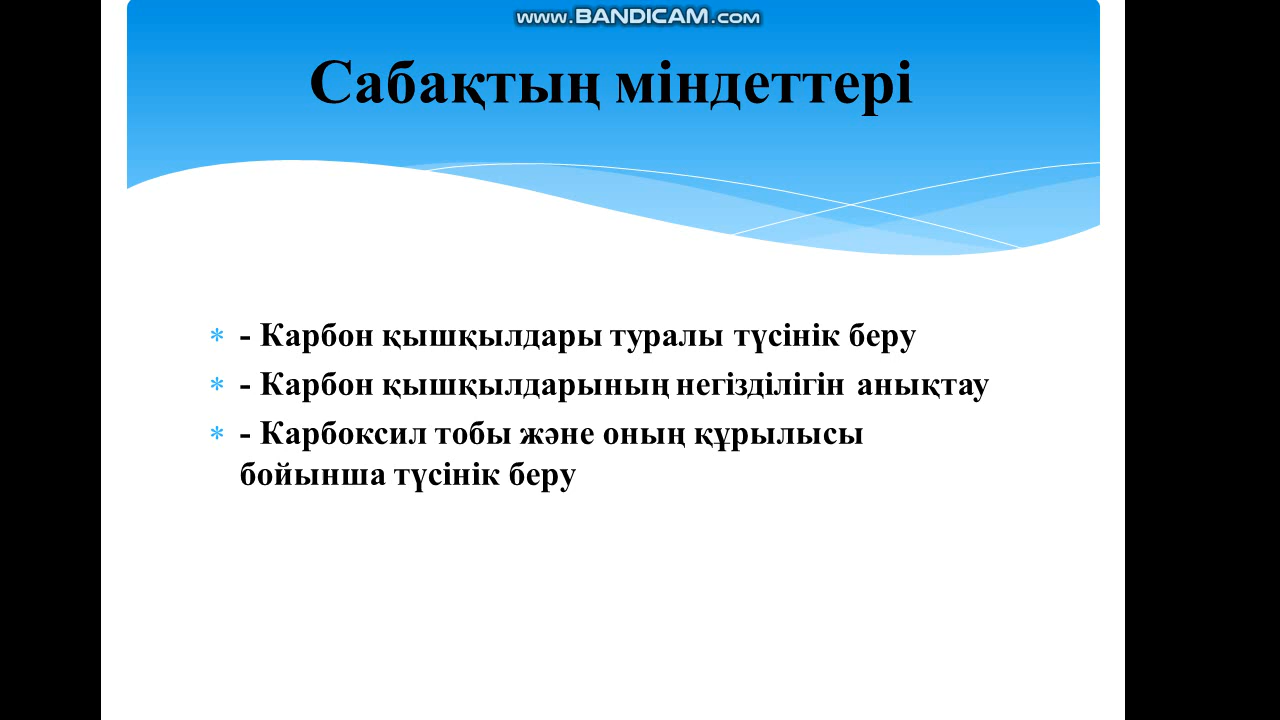 www.BANDICAM.com
Сабақтың міндеттері
- Карбон қышқылдары туралы түсінік беру
- Карбон қышқылдарының негізділігін анықтау
- Карбоксил тобы және оның құрылысы
бойынша түсінік беру